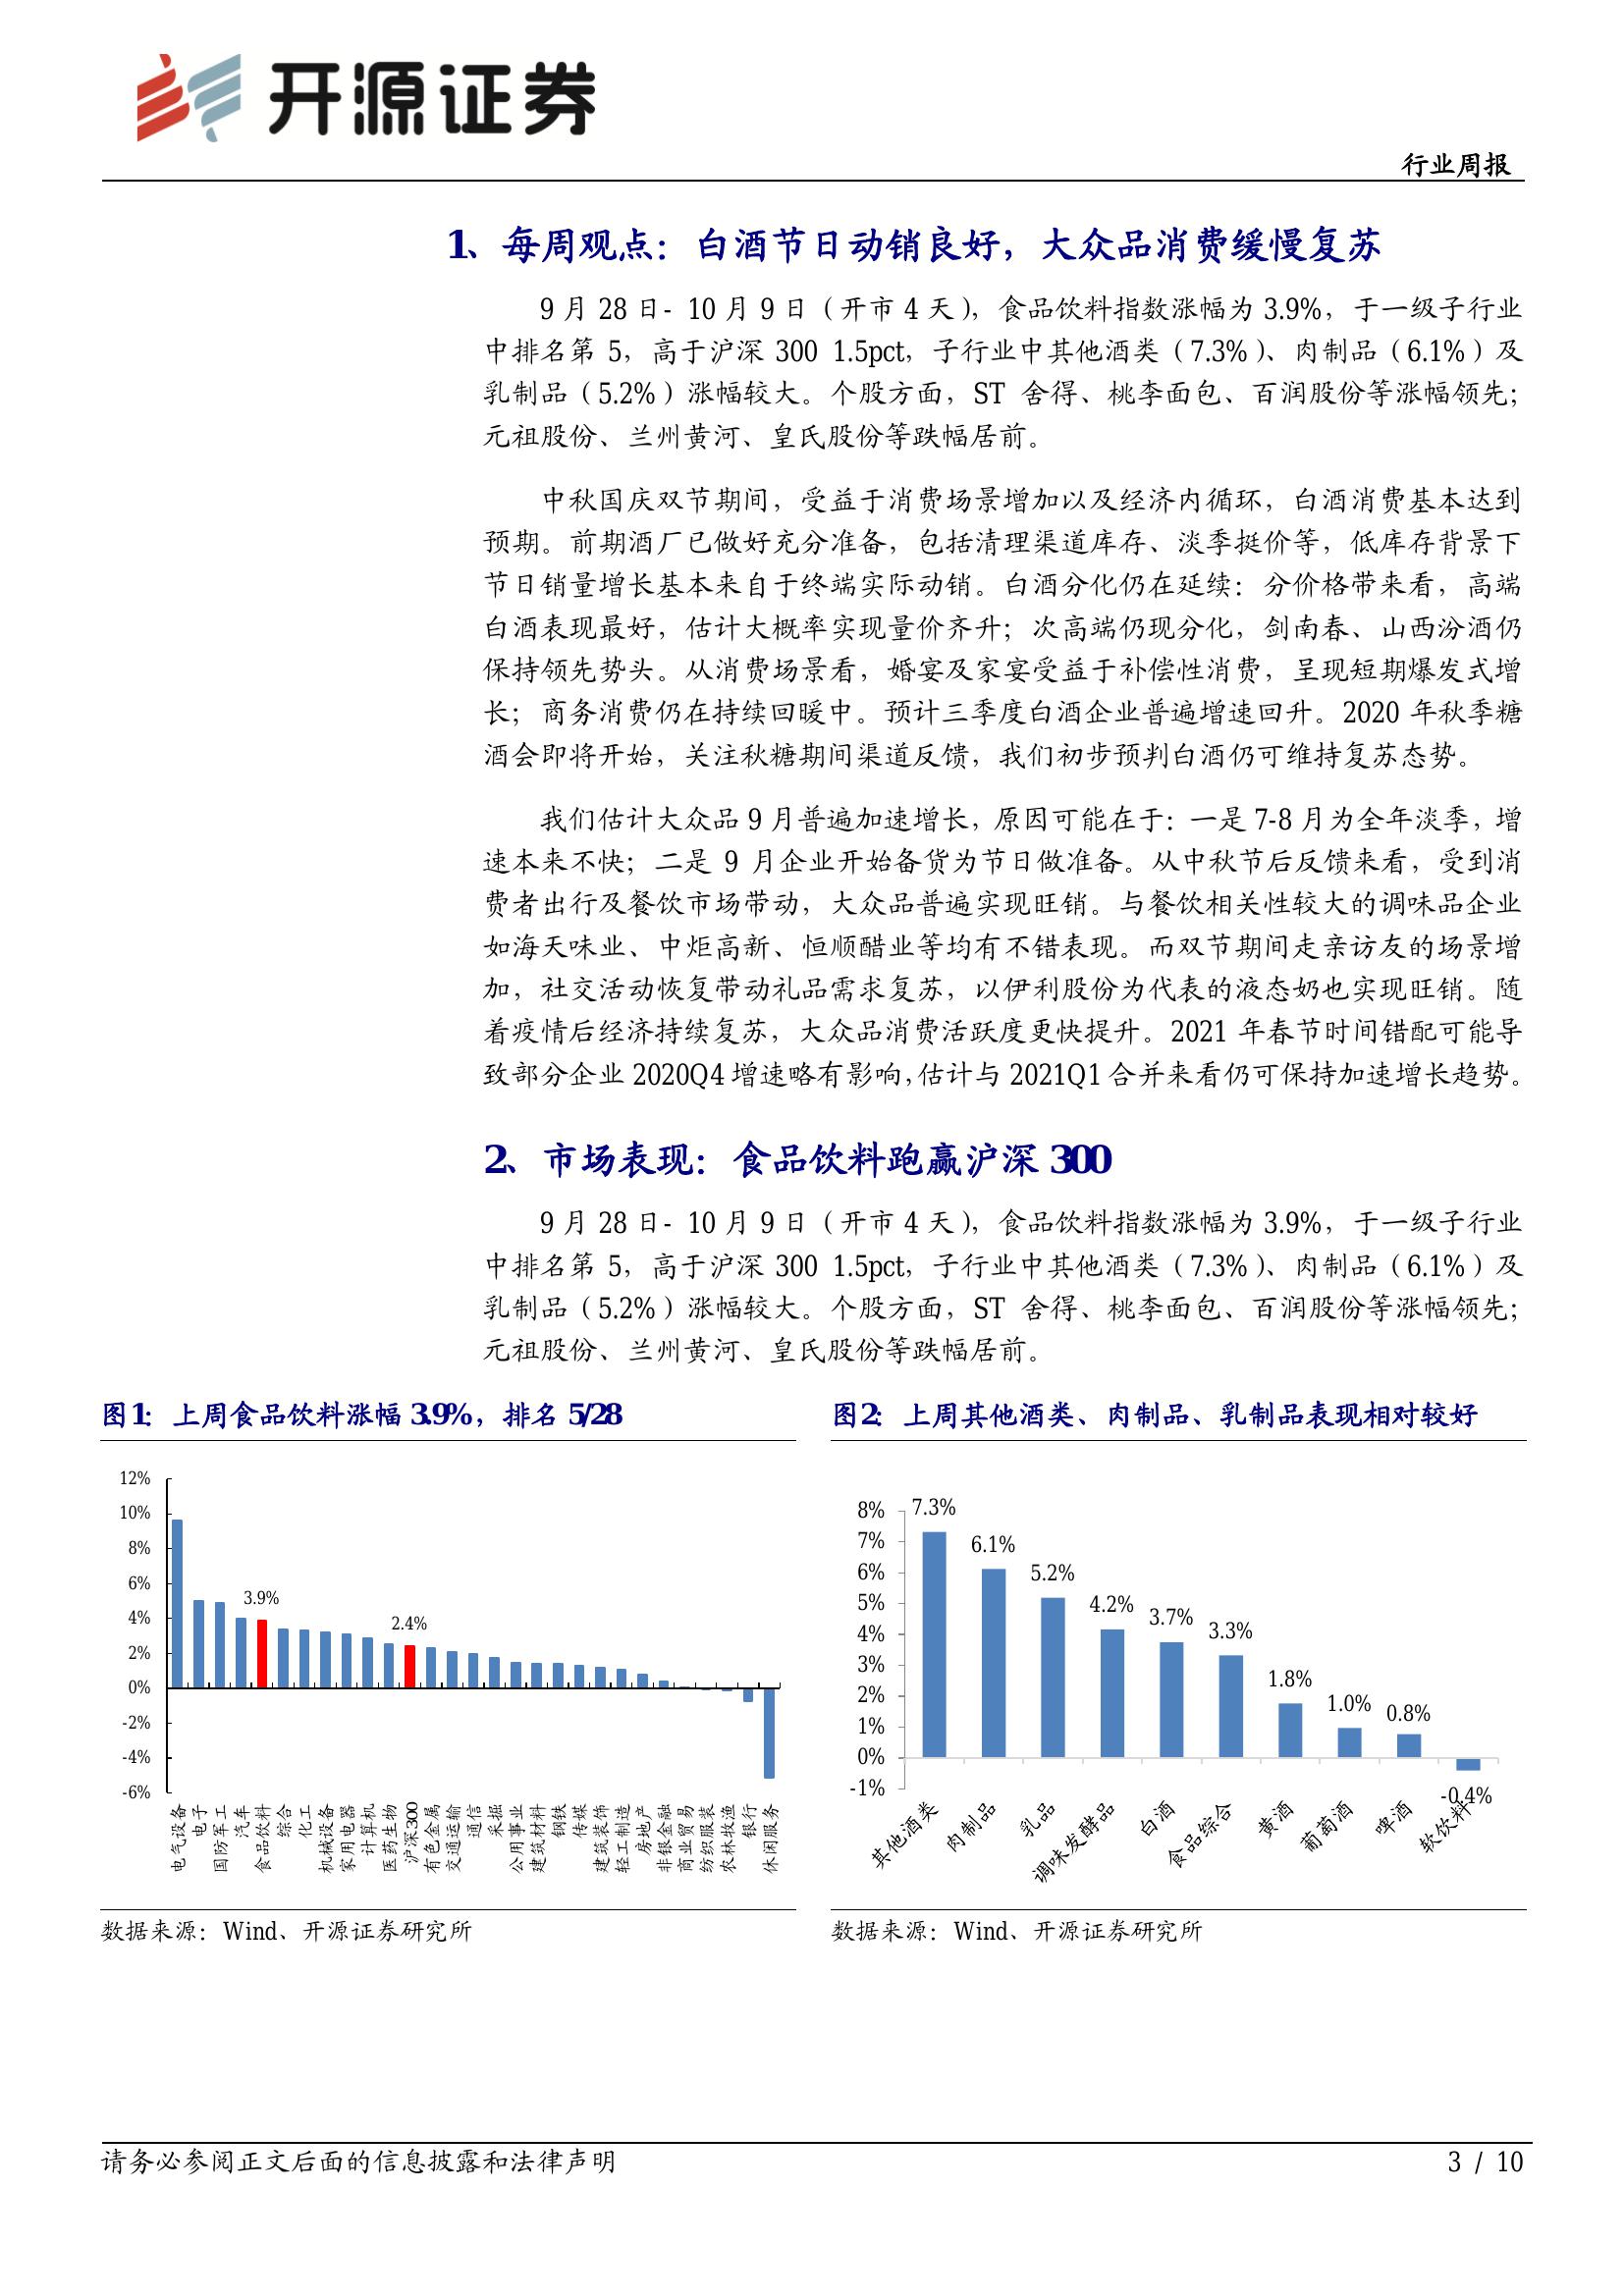 开源证券
行业周报
1、每周观点：白酒节日动销良好，大众品消费缓慢复苏
9 月 28 日- 10 月 9 日（开市 4 天），食品饮料指数涨幅为 3.9%，于一级子行业
中排名第 5，高于沪深 300 1.5pct，子行业中其他酒类（7.3%）、肉制品（6.1%）及
乳制品（5.2%）涨幅较大。个股方面，ST 舍得、桃李面包、百润股份等涨幅领先；
元祖股份、兰州黄河、皇氏股份等跌幅居前。
中秋国庆双节期间，受益于消费场景增加以及经济内循环，白酒消费基本达到
预期。前期酒厂已做好充分准备，包括清理渠道库存、淡季挺价等，低库存背景下
节日销量增长基本来自于终端实际动销。白酒分化仍在延续：分价格带来看，高端
白酒表现最好，估计大概率实现量价齐升；次高端仍现分化，剑南春、山西汾酒仍
保持领先势头。从消费场景看，婚宴及家宴受益于补偿性消费，呈现短期爆发式增
长；商务消费仍在持续回暖中。预计三季度白酒企业普遍增速回升。2020 年秋季糖
酒会即将开始，关注秋糖期间渠道反馈，我们初步预判白酒仍可维持复苏态势。
我们估计大众品 9 月普遍加速增长，原因可能在于：一是 7-8 月为全年淡季，增
速本来不快；二是 9 月企业开始备货为节日做准备。从中秋节后反馈来看，受到消
费者出行及餐饮市场带动，大众品普遍实现旺销。与餐饮相关性较大的调味品企业
如海天味业、中炬高新、恒顺醋业等均有不错表现。而双节期间走亲访友的场景增
加，社交活动恢复带动礼品需求复苏，以伊利股份为代表的液态奶也实现旺销。随
着疫情后经济持续复苏，大众品消费活跃度更快提升。2021 年春节时间错配可能导
致部分企业 2020Q4 增速略有影响，估计与 2021Q1 合并来看仍可保持加速增长趋势。
2、市场表现：食品饮料跑赢沪深 300
9 月 28 日- 10 月 9 日（开市 4 天），食品饮料指数涨幅为 3.9%，于一级子行业
中排名第 5，高于沪深 300 1.5pct，子行业中其他酒类（7.3%）、肉制品（6.1%）及
乳制品（5.2%）涨幅较大。个股方面，ST 舍得、桃李面包、百润股份等涨幅领先；
元祖股份、兰州黄河、皇氏股份等跌幅居前。
图1：上周食品饮料涨幅 3.9%，排名 5/28
12%
10%
8%
6%
4%
2%
0%
-2%
-4%
-6%
3.9%
2.4%
电气设备
电子
国防军工
汽车
食品饮料
综合
化工
机械设备
家用电器
计算机
医药生物
沪深300
有色金属
交通运输
通信
采掘
公用事业
建筑材料
钢铁
传媒
建筑装饰
轻工制造
房地产
非银金融
商业贸易
纺织服装
农林牧渔
银行
休闲服务
数据来源：Wind、开源证券研究所
图2：上周其他酒类、肉制品、乳制品表现相对较好
8%
7%
6%
5%
4%
3%
2%
1%
0%
-1%
7.3%
6.1%
5.2%
4.2%
3.7%
3.3%
1.8%
1.0%
0.8%
-0.4%
其他酒类
肉制品
乳品
调味发酵品
白酒
食品综合
黄酒
葡萄酒
啤酒
软饮料
数据来源：Wind、开源证券研究所
请务必参阅正文后面的信息披露和法律声明
3 / 10